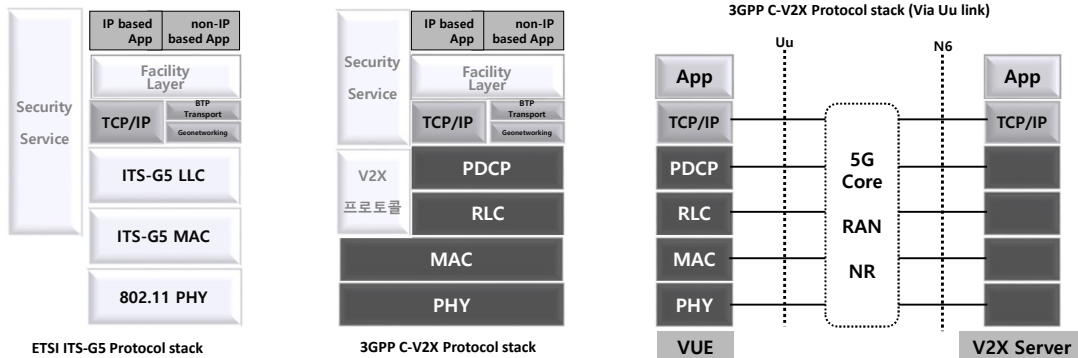 IP based
App
non-IP
based App
Security
Service
Facility
Layer
TCP/IP
BTP
Transport
Geonetworking
ITS-G5 LLC
ITS-G5 MAC
802.11 PHY
ETSI ITS-G5 Protocol stack
IP based
App
non-IP
based App
Security
Service
Facility
Layer
TCP/IP
BTP
Transport
Geonetworking
V2X
프로토콜
PDCP
RLC
MAC
PHY
3GPP C-V2X Protocol stack
3GPP C-V2X Protocol stack (Via Uu link)
Uu
N6
App
TCP/IP
PDCP
RLC
MAC
PHY
VUE
5G
Core
RAN
NR
App
TCP/IP
V2X Server